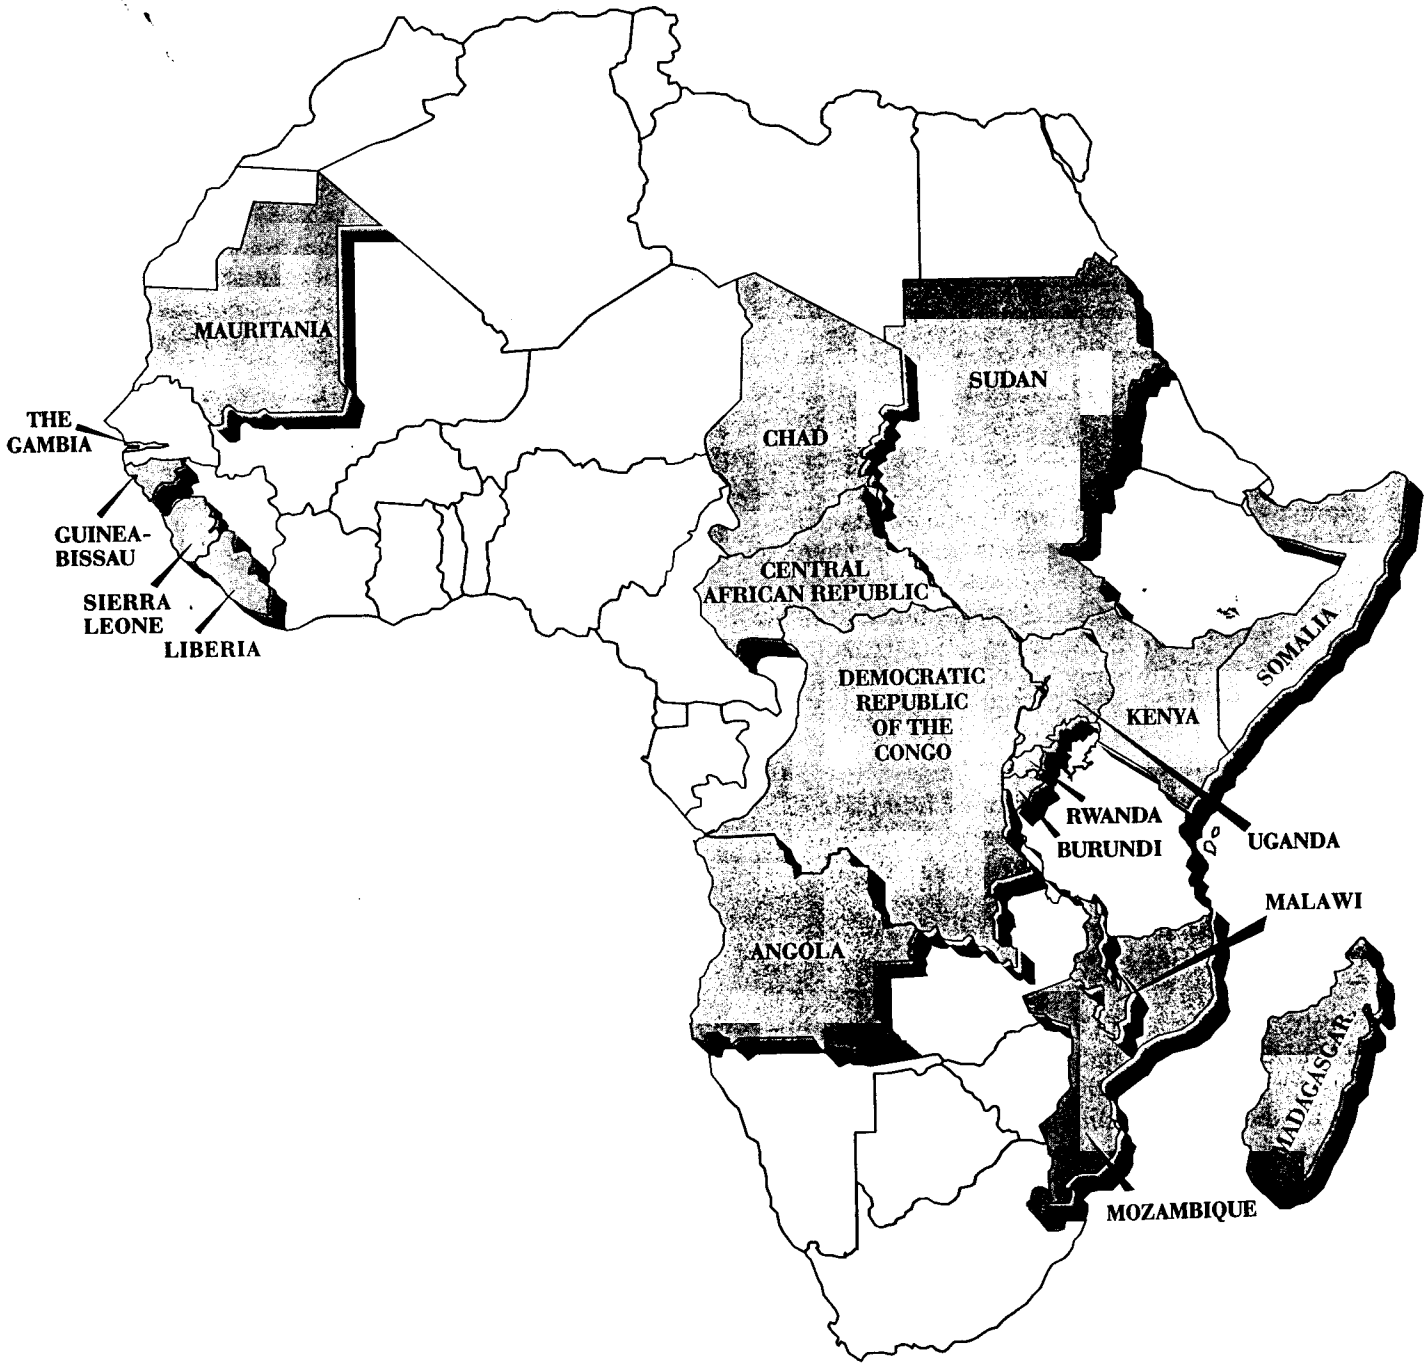 MAURITANIA
SUDAN
THE
GAMBIA
CHAD
GUINEA-
BISSAU
CENTRAL
AFRICAN REPUBLIC
SIERRA
LEONE
LIBERIA
SOMALIA
DEMOCRATIC
REPUBLIC
OF THE
CONGO
KENYA
RWANDA
BURUNDI
UGANDA
MALAWI
ANGOLA
MADAGASCAR
MOZAMBIQUE